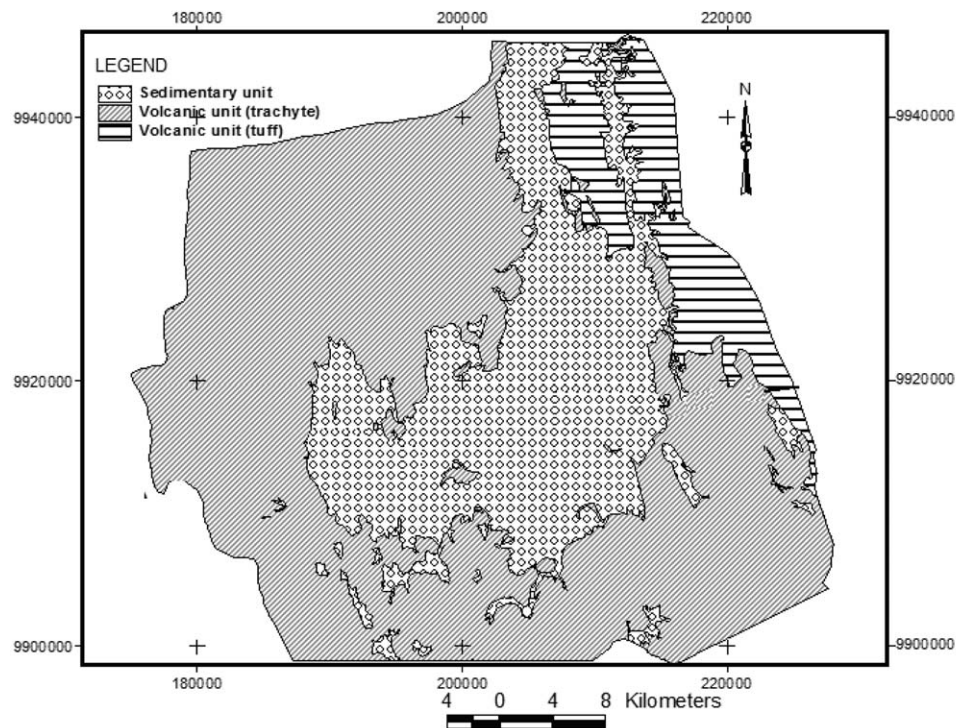 180000 200000 220000
LEGEND
Sedimentary unit
Volcanic unit (trachyte)
Volcanic unit (tuff)
N
9940000 9940000
9920000 9920000
9900000 9900000
180000 200000 220000
4 0 4 8 Kilometers